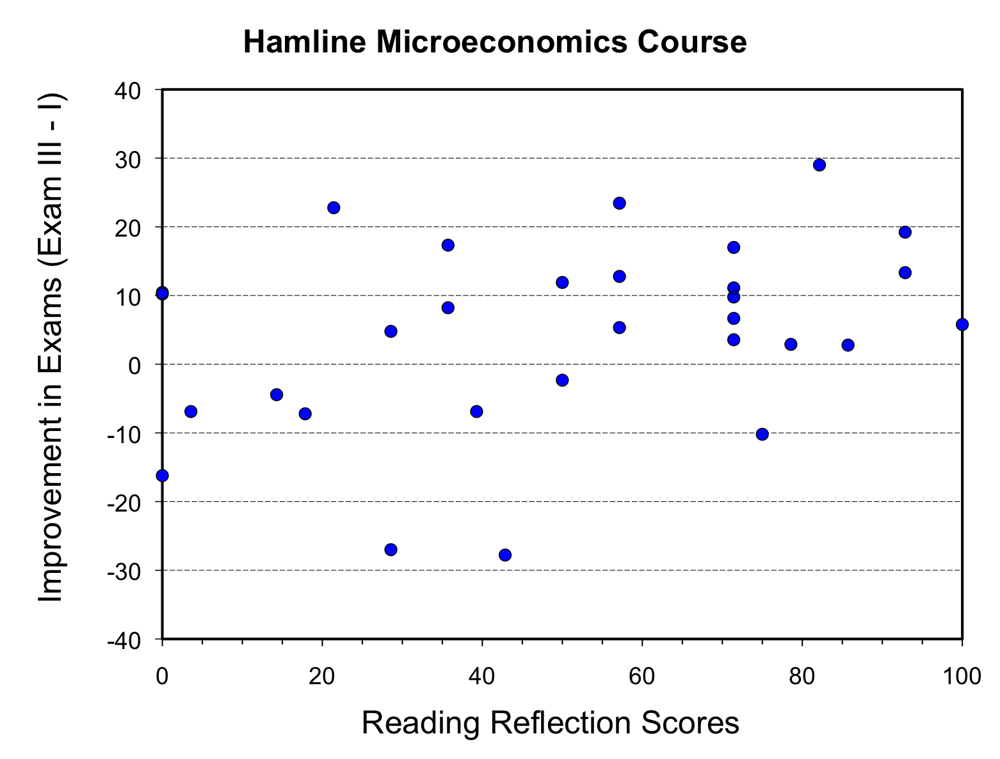 Hamline Microeconomics Course
Improvement in Exams (Exam III - I)
40
30
20
10
0
-10
-20
-30
-40
0 20 40 60 80 100
Reading Reflection Scores